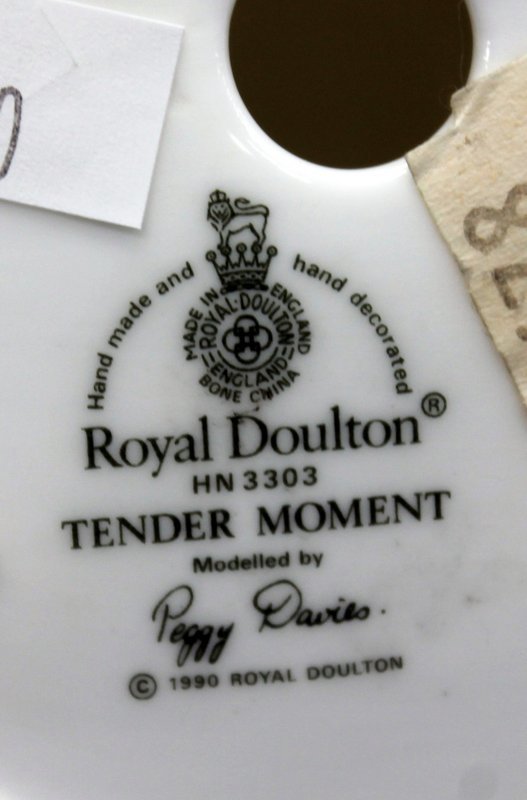 Hand made and hand decorated
MADE IN ENGLAND
ROYAL·DOULTON
ENGLAND
BONE CHINA
Royal Doulton®
HN 3303
TENDER MOMENT
Modelled by
Peggy Davies.
© 1990 ROYAL DOULTON